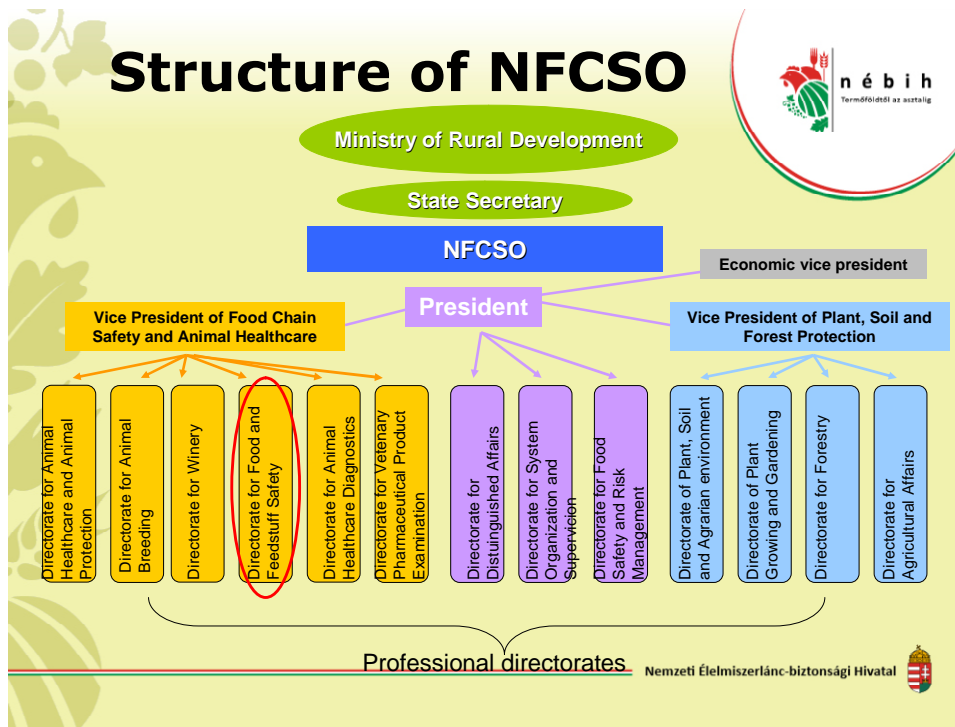 Structure of NFCSO
nébih
Termőföldtől az asztalig
Ministry of Rural Development
State Secretary
NFCSO
Economic vice president
President
Vice President of Food Chain
Safety and Animal Healthcare
Vice President of Plant, Soil and
Forest Protection
Directorate for Animal
Healthcare and Animal
Protection
Directorate for Animal
Breeding
Directorate for Winery
Directorate for Food and
Feedstuff Safety
Directorate for Animal
Healthcare Diagnostics
Directorate for Vetenary
Pharmaceutical Product
Examination
Directorate for
Distuinguished Affairs
Directorate for System
Organization and
Supervicion
Directorate for Food
Safety and Risk
Management
Directorate of Plant, Soil
and Agrarian environment
Directorate of Plant
Growing and Gardening
Directorate for Forestry
Directorate for
Agricultural Affairs
Professional directorates
Nemzeti Élelmiszerlánc-biztonsági Hivatal